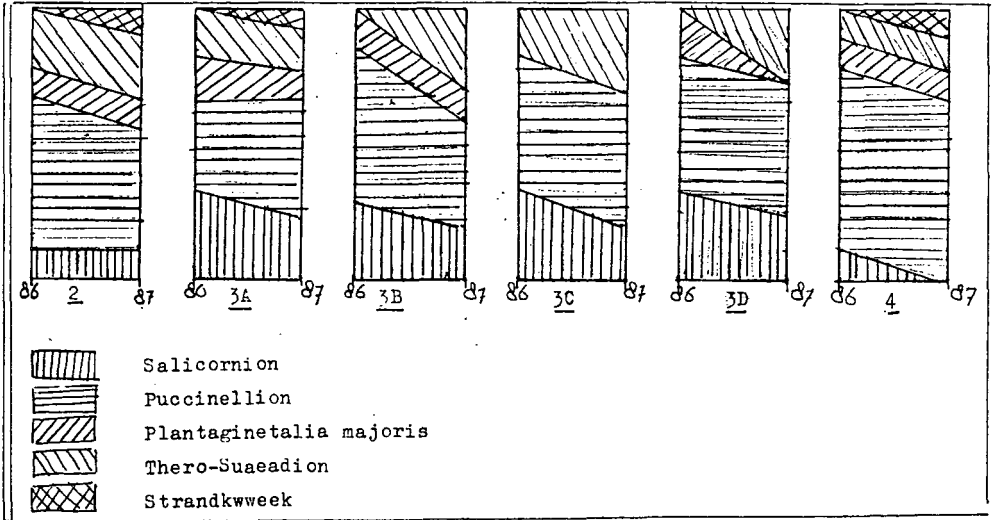 86 2 87 86 3A 87 86 3B 87 86 3C 87 86 3D 87 86 4 87
Salicornion
Puccinellion
Plantaginetalia majoris
Thero-Suaeadion
Strandkwweek